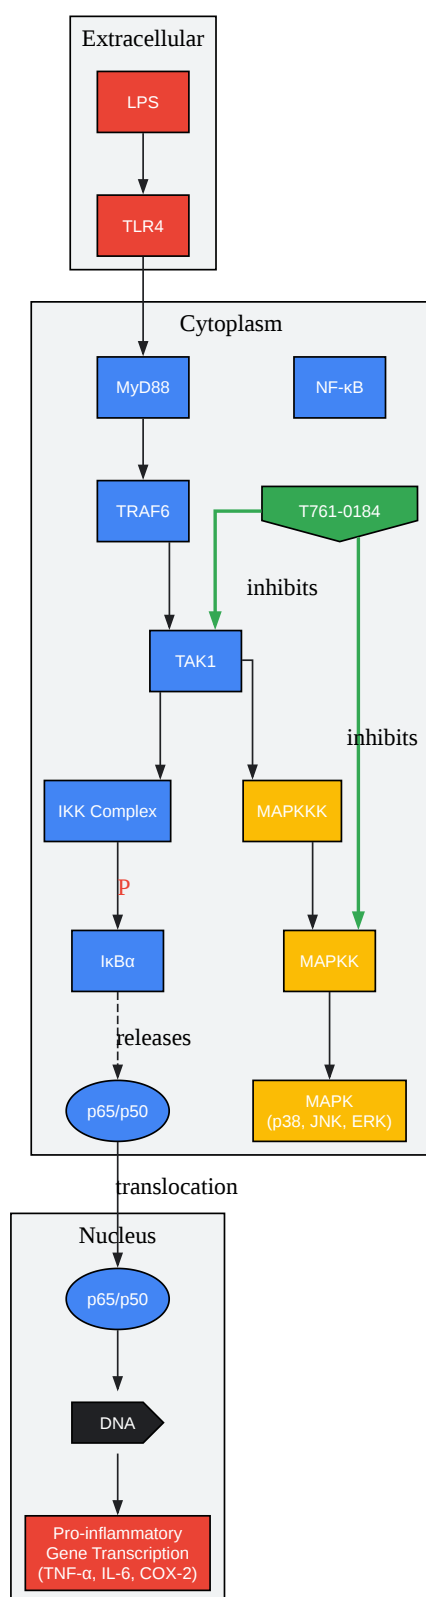 Extracellular
LPS
TLR4
Cytoplasm
MyD88
NF-κB
TRAF6
T761-0184
inhibits
TAK1
inhibits
IKK Complex
MAPKKK
P
IκBα
MAPKK
releases
p65/p50
MAPK
(p38, JNK, ERK)
translocation
Nucleus
p65/p50
DNA
Pro-inflammatory
Gene Transcription
(TNF-α, IL-6, COX-2)